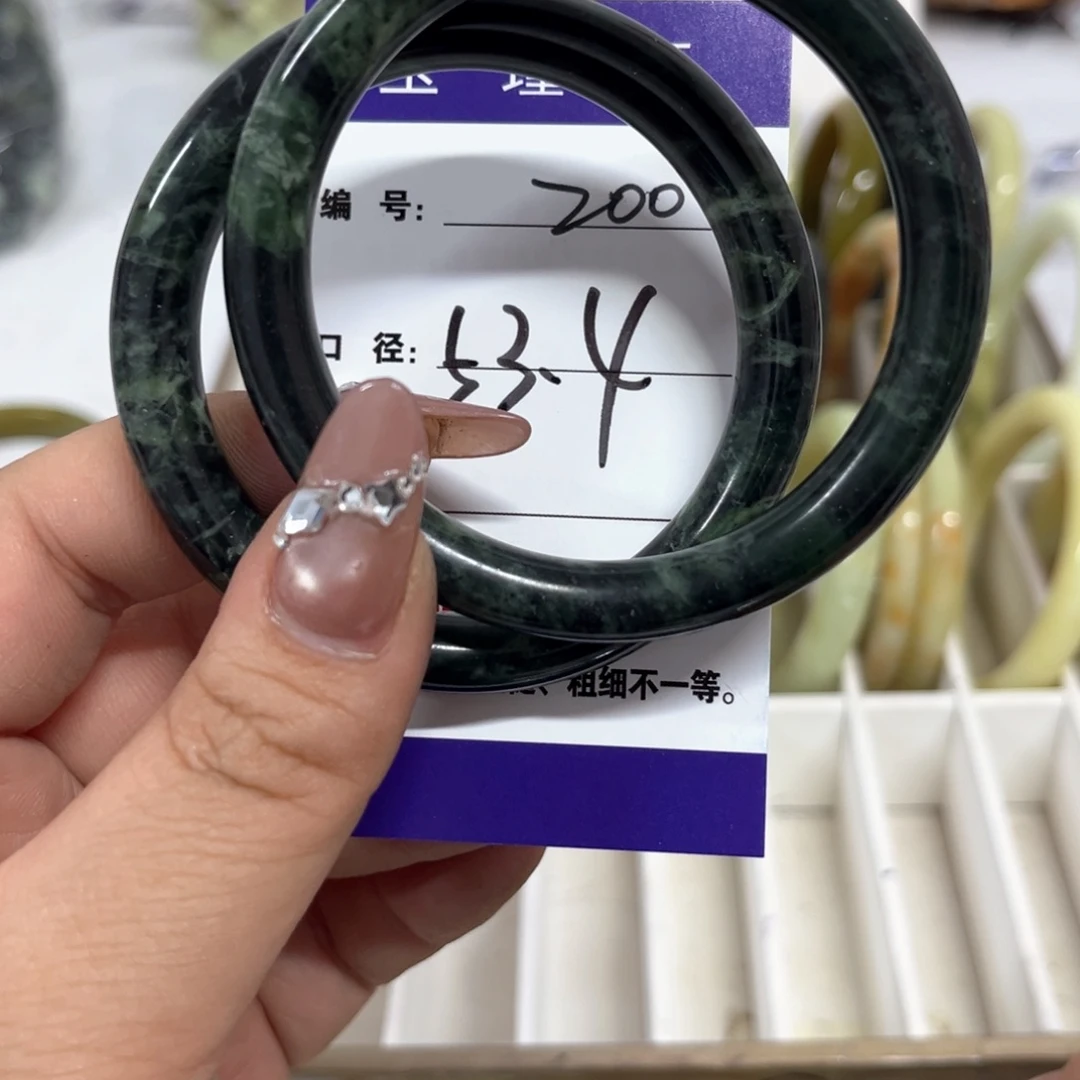 编 号: 200
口 径: 53.4
粗细不一等。